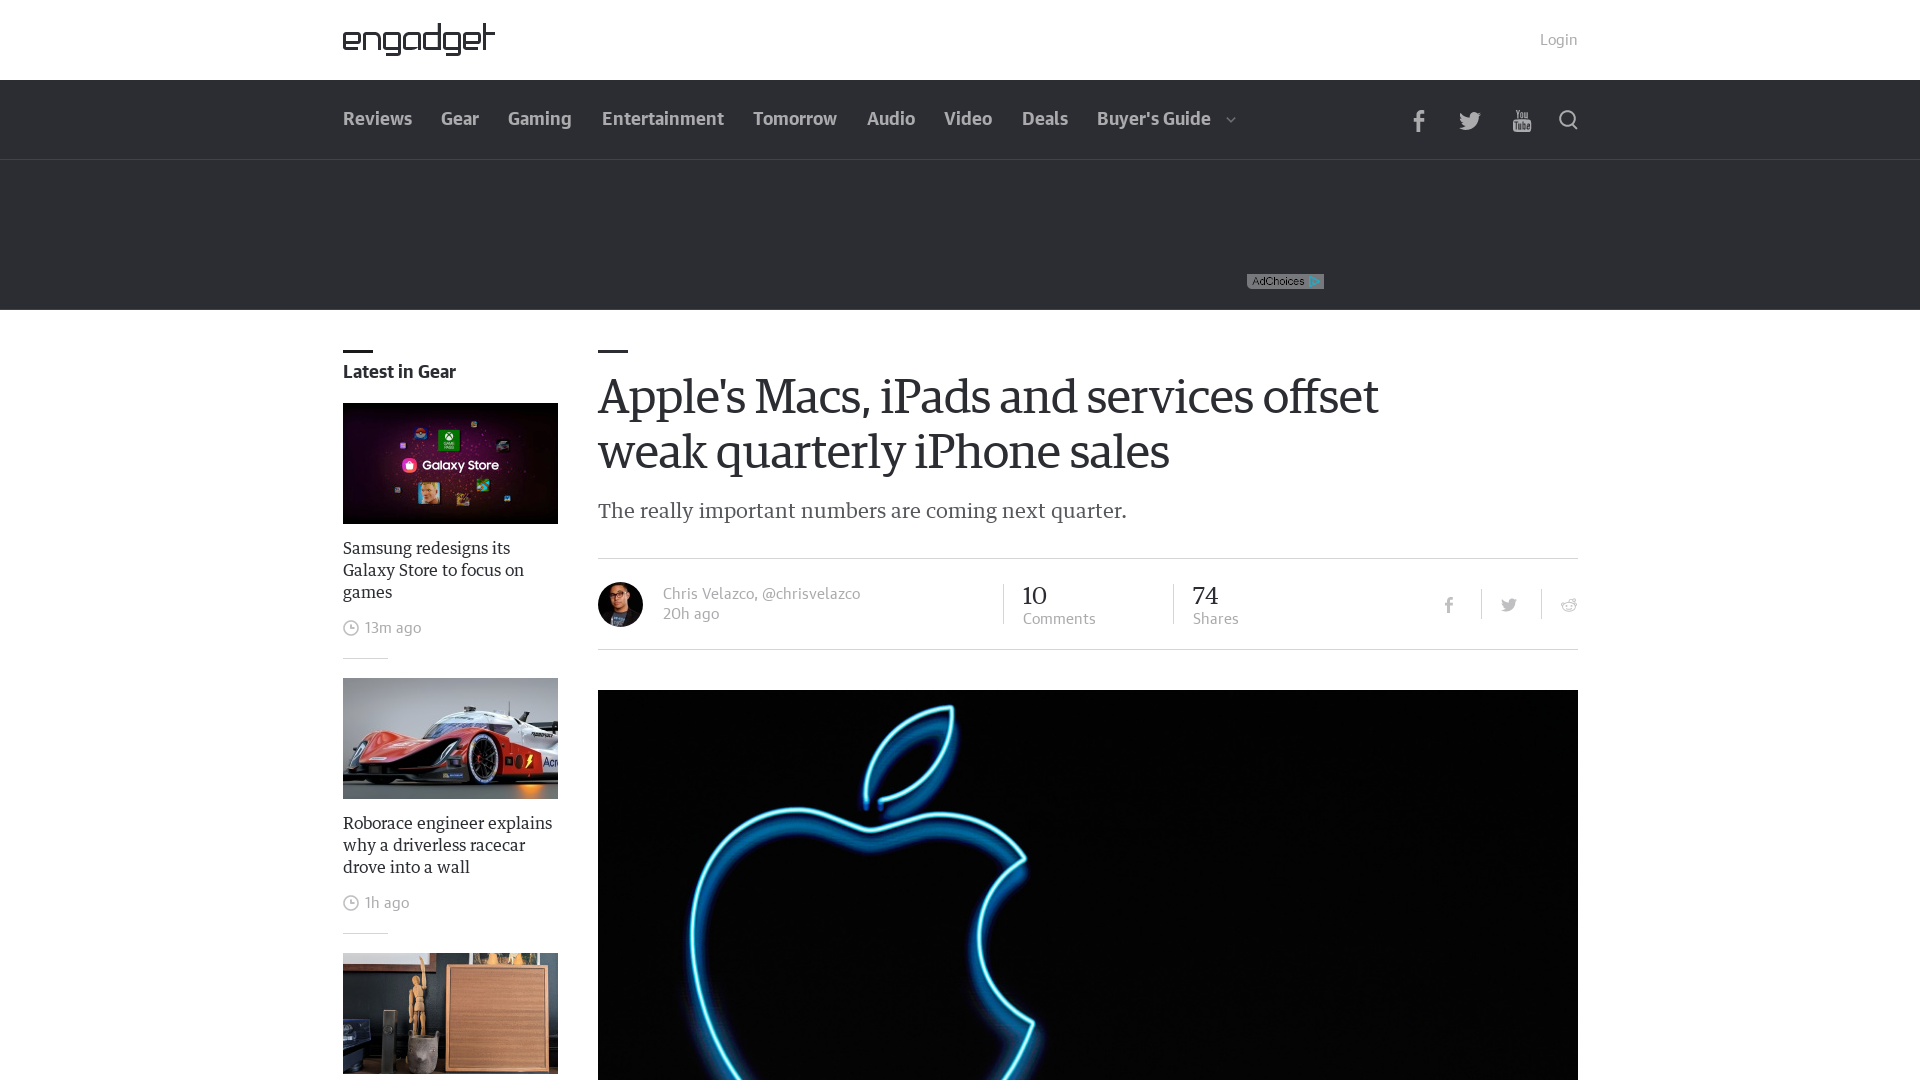 engadget
Login
Reviews
Gear
Gaming
Entertainment
Tomorrow
Audio
Video
Deals
Buyer's Guide
You
Tube
AdChoices
Latest in Gear
Galaxy Store
Samsung redesigns its
Galaxy Store to focus on
games
13m ago
Roborace engineer explains
why a driverless racecar
drove into a wall
1h ago
Apple's Macs, iPads and services offset
weak quarterly iPhone sales
The really important numbers are coming next quarter.
Chris Velazco, @chrisvelazco
20h ago
10
Comments
74
Shares